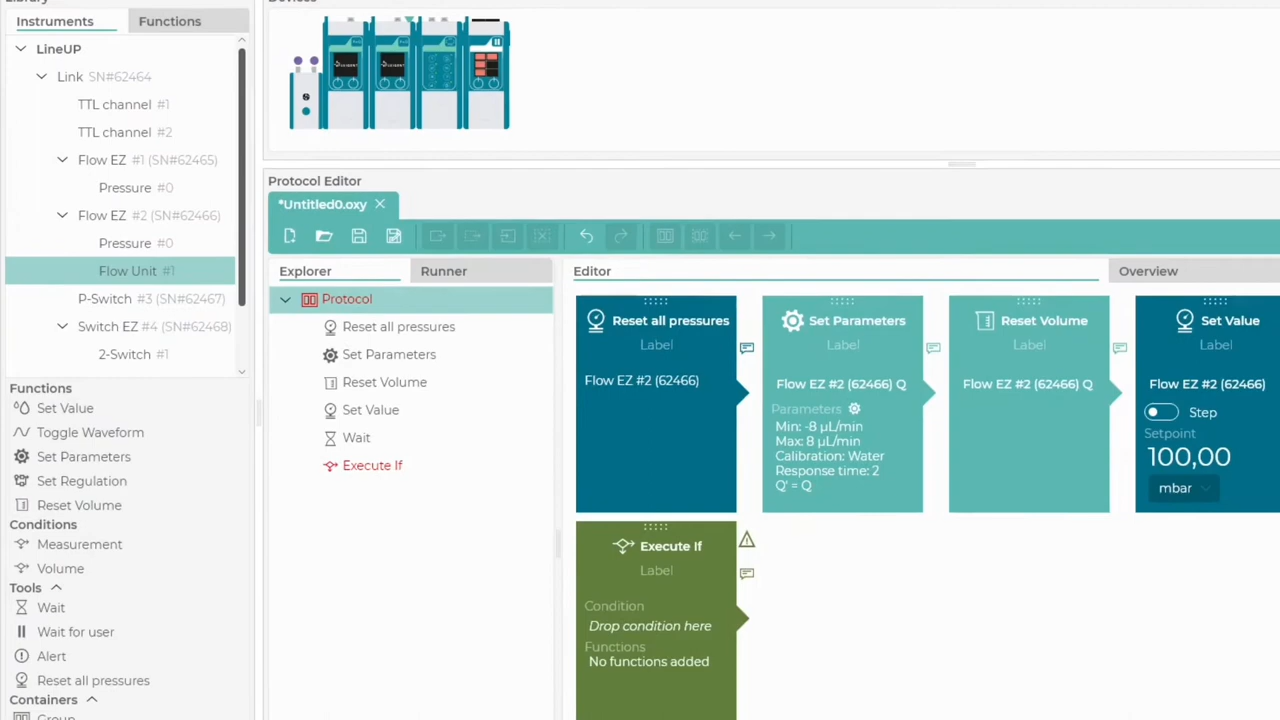 Library
Devices
Instruments
Functions
LineUP
Link SN#62464
TTL channel #1
TTL channel #2
Flow EZ #1 (SN#62465)
Pressure #0
Flow EZ #2 (SN#62466)
Pressure #0
Flow Unit #1
P-Switch #3 (SN#62467)
Switch EZ #4 (SN#62468)
2-Switch #1
Functions
Set Value
Toggle Waveform
Set Parameters
Set Regulation
Reset Volume
Conditions
Measurement
Volume
Tools
Wait
Wait for user
Alert
Reset all pressures
Containers
Group
Protocol Editor
*Untitled0.oxy
Explorer
Runner
Protocol
Reset all pressures
Set Parameters
Reset Volume
Set Value
Wait
Execute If
Editor
Overview
Reset all pressures
Label
Flow EZ #2 (62466)
Set Parameters
Label
Flow EZ #2 (62466) Q
Parameters
Min: -8 µL/min
Max: 8 µL/min
Calibration: Water
Response time: 2
Q' = Q
Reset Volume
Label
Flow EZ #2 (62466) Q
Set Value
Label
Flow EZ #2 (62466)
Step
Setpoint
100,00
mbar
Execute If
Label
Condition
Drop condition here
Functions
No functions added